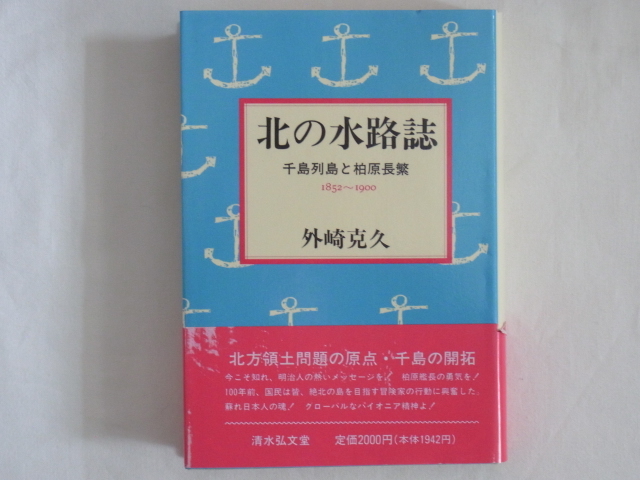 北の水路誌
千島列島と柏原長繁
1852～1900
外崎克久
北方領土問題の原点・千島の開拓
今こそ知れ、明治人の熱いメッセージを! 柏原艦長の勇気を!
100年前、国民は皆、絶北の島を目指す冒険家の行動に興奮した。
蘇れ日本人の魂! グローバルなパイオニア精神よ!
清水弘文堂 定価2000円(本体1942円)